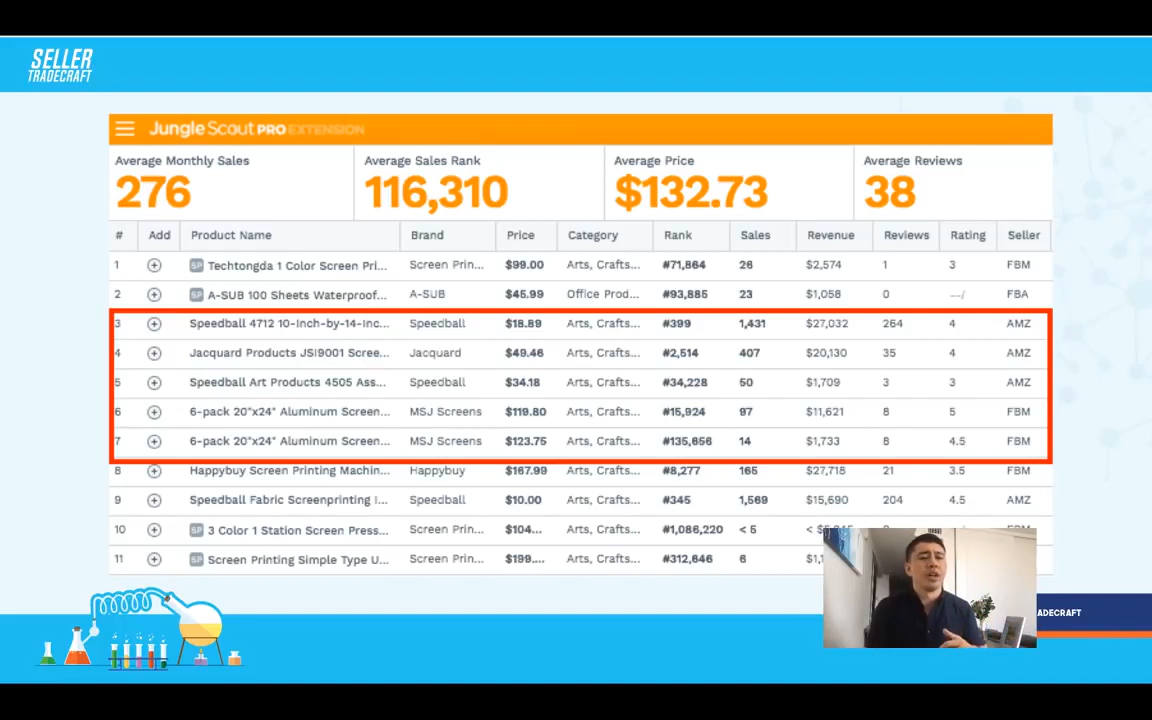 SELLER
TRADECRAFT
Jungle Scout PRO EXTENSION
Average Monthly Sales
276
Average Sales Rank
116,310
Average Price
$132.73
Average Reviews
38
# Add Product Name Brand Price Category Rank Sales Revenue Reviews Rating Seller
1 SP Techtongda 1 Color Screen Pri... Screen Prin... $99.00 Arts, Crafts... #71,864 26 $2,574 1 3 FBM
2 SP A-SUB 100 Sheets Waterproof... A-SUB $45.99 Office Prod... #93,885 23 $1,058 0 FBA
3 Speedball 4712 10-Inch-by-14-Inc... Speedball $18.89 Arts, Crafts... #399 1,431 $27,032 264 4 AMZ
4 Jacquard Products JSI9001 Scree... Jacquard $49.46 Arts, Crafts... #2,514 407 $20,130 35 4 AMZ
5 Speedball Art Products 4505 Ass... Speedball $34.18 Arts, Crafts... #34,228 50 $1,709 3 3 AMZ
6 6-pack 20"x24" Aluminum Screen... MSJ Screens $119.80 Arts, Crafts... #15,924 97 $11,621 8 5 FBM
7 6-pack 20"x24" Aluminum Screen... MSJ Screens $123.75 Arts, Crafts... #135,656 14 $1,733 8 4.5 FBM
8 Happybuy Screen Printing Machin... Happybuy $167.99 Arts, Crafts... #8,277 165 $27,718 21 3.5 FBM
9 Speedball Fabric Screenprinting I... Speedball $10.00 Arts, Crafts... #345 1,569 $15,690 204 4.5 AMZ
10 SP 3 Color 1 Station Screen Press... Screen Prin... $104... Arts, Crafts... #1,086,220 < 5
11 SP Screen Printing Simple Type U... Screen Prin... $199.... Arts, Crafts... #312,646 6
ADECRAFT